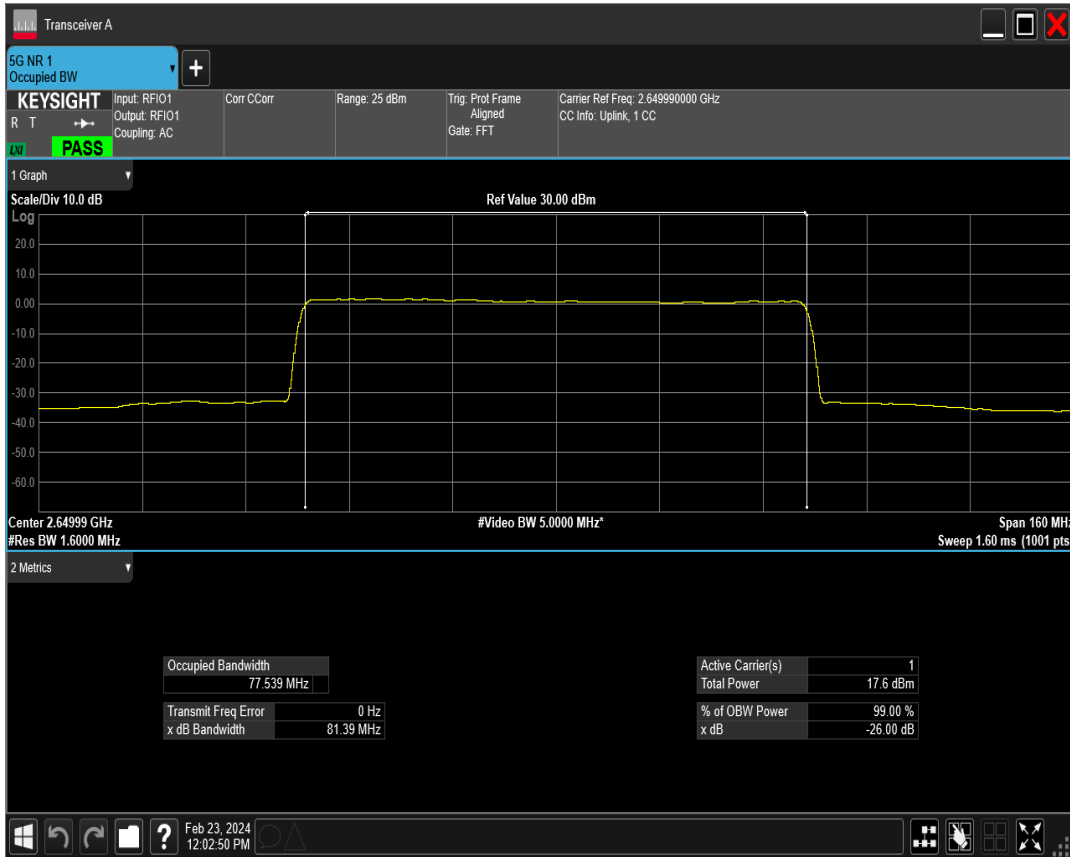 Transceiver A
5G NR 1
Occupied BW
KEYSIGHT
R T
LXI
PASS
Input: RFIO1
Output: RFIO1
Coupling: AC
Corr CCorr
Range: 25 dBm
Trig: Prot Frame
Aligned
Gate: FFT
Carrier Ref Freq: 2.649990000 GHz
CC Info: Uplink, 1 CC
1 Graph
Scale/Div 10.0 dB
Ref Value 30.00 dBm
Log
20.0
10.0
0.00
-10.0
-20.0
-30.0
-40.0
-50.0
-60.0
Center 2.64999 GHz
#Video BW 5.0000 MHz*
Span 160 MHz
#Res BW 1.6000 MHz
Sweep 1.60 ms (1001 pts
2 Metrics
Occupied Bandwidth
77.539 MHz
Transmit Freq Error 0 Hz
x dB Bandwidth 81.39 MHz
Active Carrier(s) 1
Total Power 17.6 dBm
% of OBW Power 99.00 %
x dB -26.00 dB
?
Feb 23, 2024
12:02:50 PM